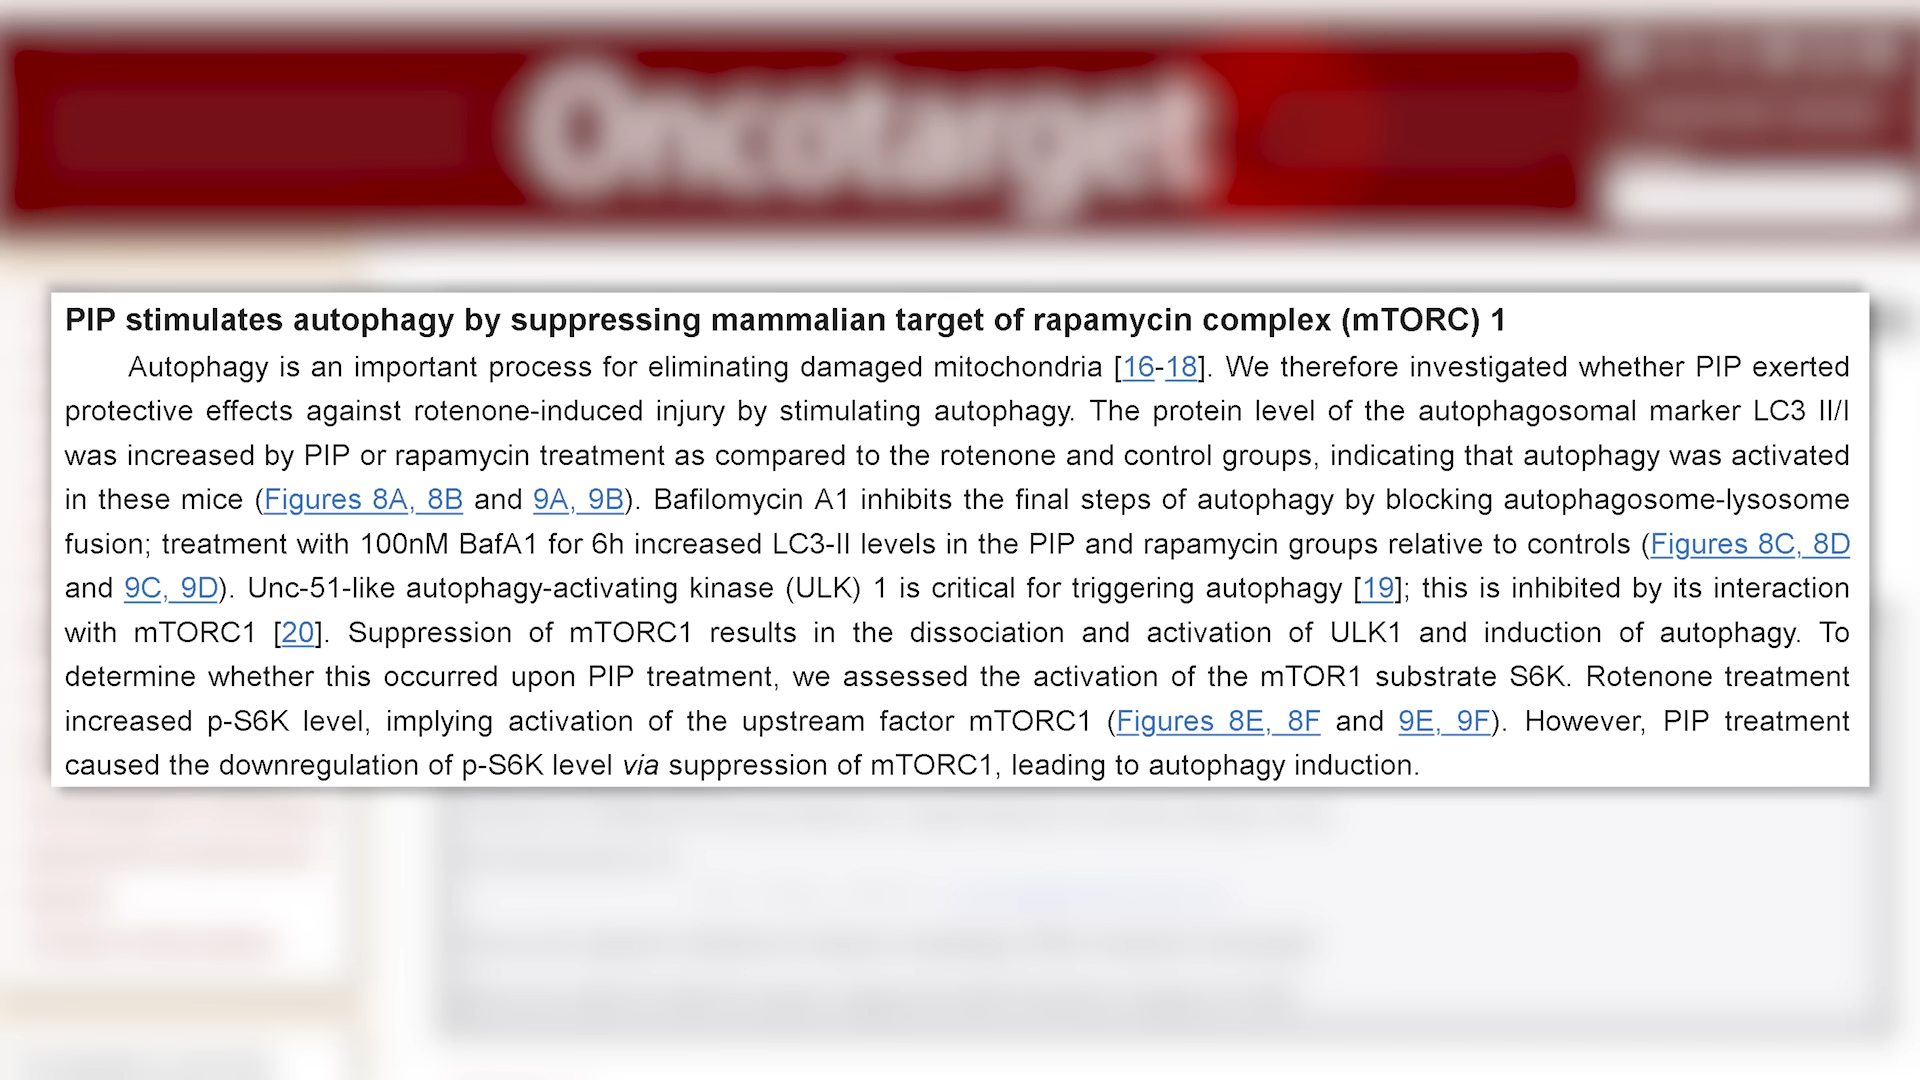 Oncotarget
PIP stimulates autophagy by suppressing mammalian target of rapamycin complex (mTORC) 1
Autophagy is an important process for eliminating damaged mitochondria [16-18]. We therefore investigated whether PIP exerted
protective effects against rotenone-induced injury by stimulating autophagy. The protein level of the autophagosomal marker LC3 II/I
was increased by PIP or rapamycin treatment as compared to the rotenone and control groups, indicating that autophagy was activated
in these mice (Figures 8A, 8B and 9A, 9B). Bafilomycin A1 inhibits the final steps of autophagy by blocking autophagosome-lysosome
fusion; treatment with 100nM BafA1 for 6h increased LC3-II levels in the PIP and rapamycin groups relative to controls (Figures 8C, 8D
and 9C, 9D). Unc-51-like autophagy-activating kinase (ULK) 1 is critical for triggering autophagy [19]; this is inhibited by its interaction
with mTORC1 [20]. Suppression of mTORC1 results in the dissociation and activation of ULK1 and induction of autophagy. To
determine whether this occurred upon PIP treatment, we assessed the activation of the mTOR1 substrate S6K. Rotenone treatment
increased p-S6K level, implying activation of the upstream factor mTORC1 (Figures 8E, 8F and 9E, 9F). However, PIP treatment
caused the downregulation of p-S6K level via suppression of mTORC1, leading to autophagy induction.